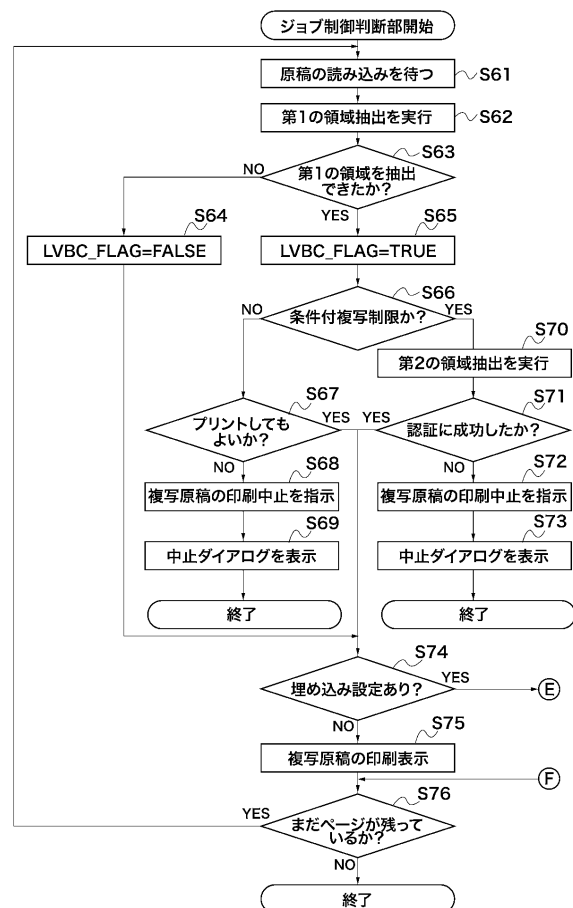 ジョブ制御判断部開始
原稿の読み込みを待つ
S61
第1の領域抽出を実行
S62
S63
第1の領域を抽出
できたか?
NO
YES
S64
LVBC_FLAG=FALSE
S65
LVBC_FLAG=TRUE
S66
条件付複写制限か?
NO
YES
S70
第2の領域抽出を実行
S67
プリントしても
よいか?
YES
NO
S71
認証に成功したか?
YES
NO
S68
複写原稿の印刷中止を指示
S72
複写原稿の印刷中止を指示
S69
中止ダイアログを表示
S73
中止ダイアログを表示
終了
終了
S74
埋め込み設定あり?
YES
E
NO
S75
複写原稿の印刷表示
F
S76
まだページが残って
いるか?
YES
NO
終了